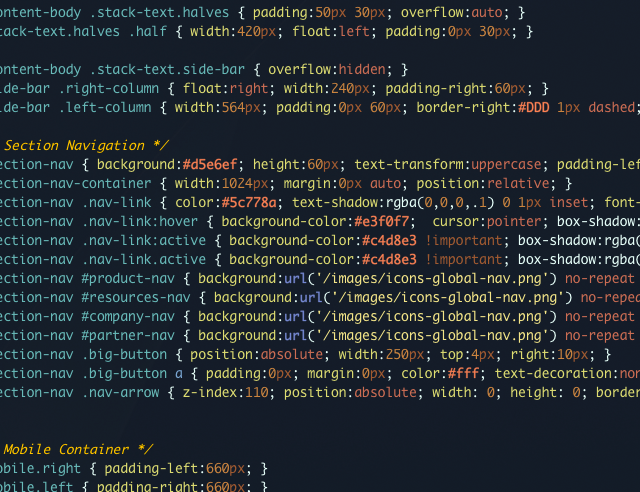 ontent-body .stack-text.halves { padding:50px 30px; overflow:auto; }
tack-text.halves .half { width:420px; float:left; padding:0px 30px; }
ontent-body .stack-text.side-bar { overflow:hidden; }
ide-bar .right-column { float:right; width:240px; padding-right:60px; }
ide-bar .left-column { width:564px; padding:0px 60px; border-right:#DDD 1px dashed;
Section Navigation */
ection-nav { background:#d5e6ef; height:60px; text-transform:uppercase; padding-lef
ection-nav-container { width:1024px; margin:0px auto; position:relative; }
ection-nav .nav-link { color:#5c778a; text-shadow:rgba(0,0,0,.1) 0 1px inset; font-
ection-nav .nav-link:hover { background-color:#e3f0f7;  cursor:pointer; box-shadow:
ection-nav .nav-link:active { background-color:#c4d8e3 !important; box-shadow:rgba
ection-nav .nav-link:active { background-color:#c4d8e3 !important; box-shadow:rgba(
ection-nav #product-nav { background:url('/images/icons-global-nav.png') no-repeat
ection-nav #resources-nav { background:url('/images/icons-global-nav.png') no-repea
ection-nav #company-nav { background:url('/images/icons-global-nav.png') no-repeat
ection-nav #partner-nav { background:url('/images/icons-global-nav.png') no-repeat
ection-nav .big-button { position:absolute; width:250px; top:4px; right:10px; }
ection-nav .big-button a { padding:0px; margin:0px; color:#fff; text-decoration:non
ection-nav .nav-arrow { z-index:110; position:absolute; width: 0; height: 0; border
Mobile Container */
obile.right { padding-left:660px; }
obile.left { padding-right:660px; }